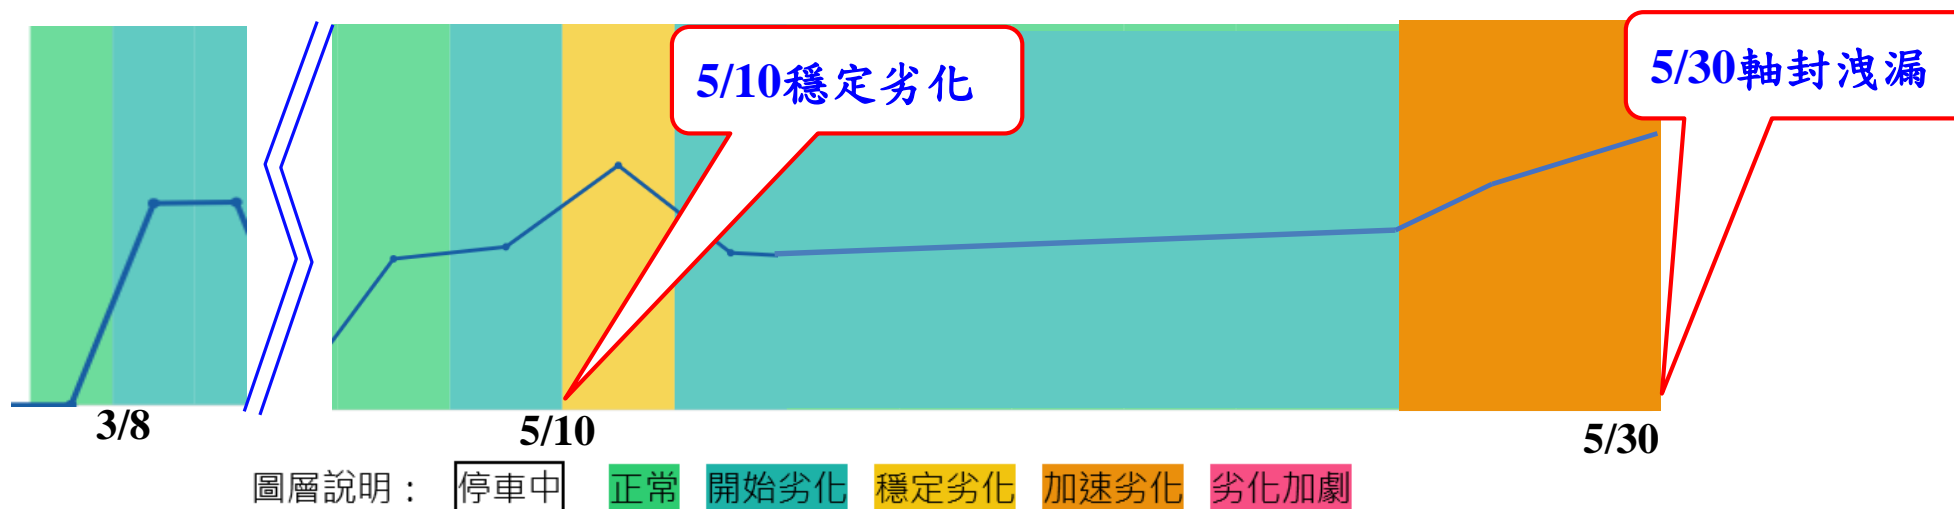 5/10穩定劣化
5/30軸封洩漏
3/8
5/10
5/30
圖層說明： 停車中 正常 開始劣化 穩定劣化 加速劣化 劣化加劇